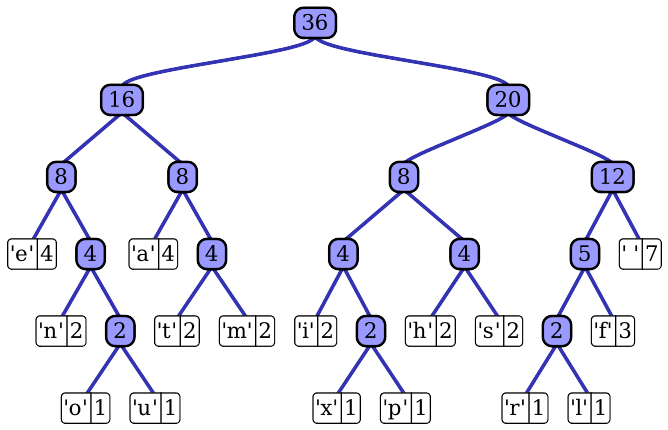 36
16 20
8 8 8 12
'e' 4 4 'a' 4 4 4 4 5 ' ' 7
'n' 2 2 't' 2 'm' 2 'i' 2 2 'h' 2 's' 2 2 'f' 3
'o' 1 'u' 1 'x' 1 'p' 1 'r' 1 'l' 1